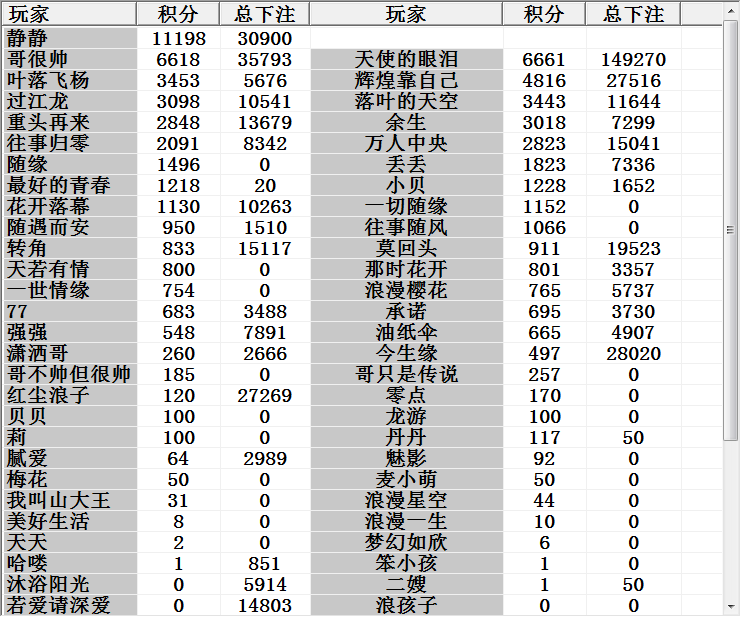 玩家 积分 总下注 玩家 积分 总下注
静静 11198 30900
哥很帅 6618 35793 天使的眼泪 6661 149270
叶落飞杨 3453 5676 辉煌靠自己 4816 27516
过江龙 3098 10541 落叶的天空 3443 11644
重头再来 2848 13679 余生 3018 7299
往事归零 2091 8342 万人中央 2823 15041
随缘 1496 0 丢丢 1823 7336
最好的青春 1218 20 小贝 1228 1652
花开落幕 1130 10263 一切随缘 1152 0
随遇而安 950 1510 往事随风 1066 0
转角 833 15117 莫回头 911 19523
天若有情 800 0 那时花开 801 3357
一世情缘 754 0 浪漫樱花 765 5737
77 683 3488 承诺 695 3730
强强 548 7891 油纸伞 665 4907
潇洒哥 260 2666 今生缘 497 28020
哥不帅但很帅 185 0 哥只是传说 257 0
红尘浪子 120 27269 零点 170 0
贝贝 100 0 龙游 100 0
莉 100 0 丹丹 117 50
腻爱 64 2989 魅影 92 0
梅花 50 0 麦小萌 50 0
我叫山大王 31 0 浪漫星空 44 0
美好生活 8 0 浪漫一生 10 0
天天 2 0 梦幻如欣 6 0
哈喽 1 851 笨小孩 1 0
沐浴阳光 0 5914 二嫂 1 50
若爱请深爱 0 14803 浪孩子 0 0